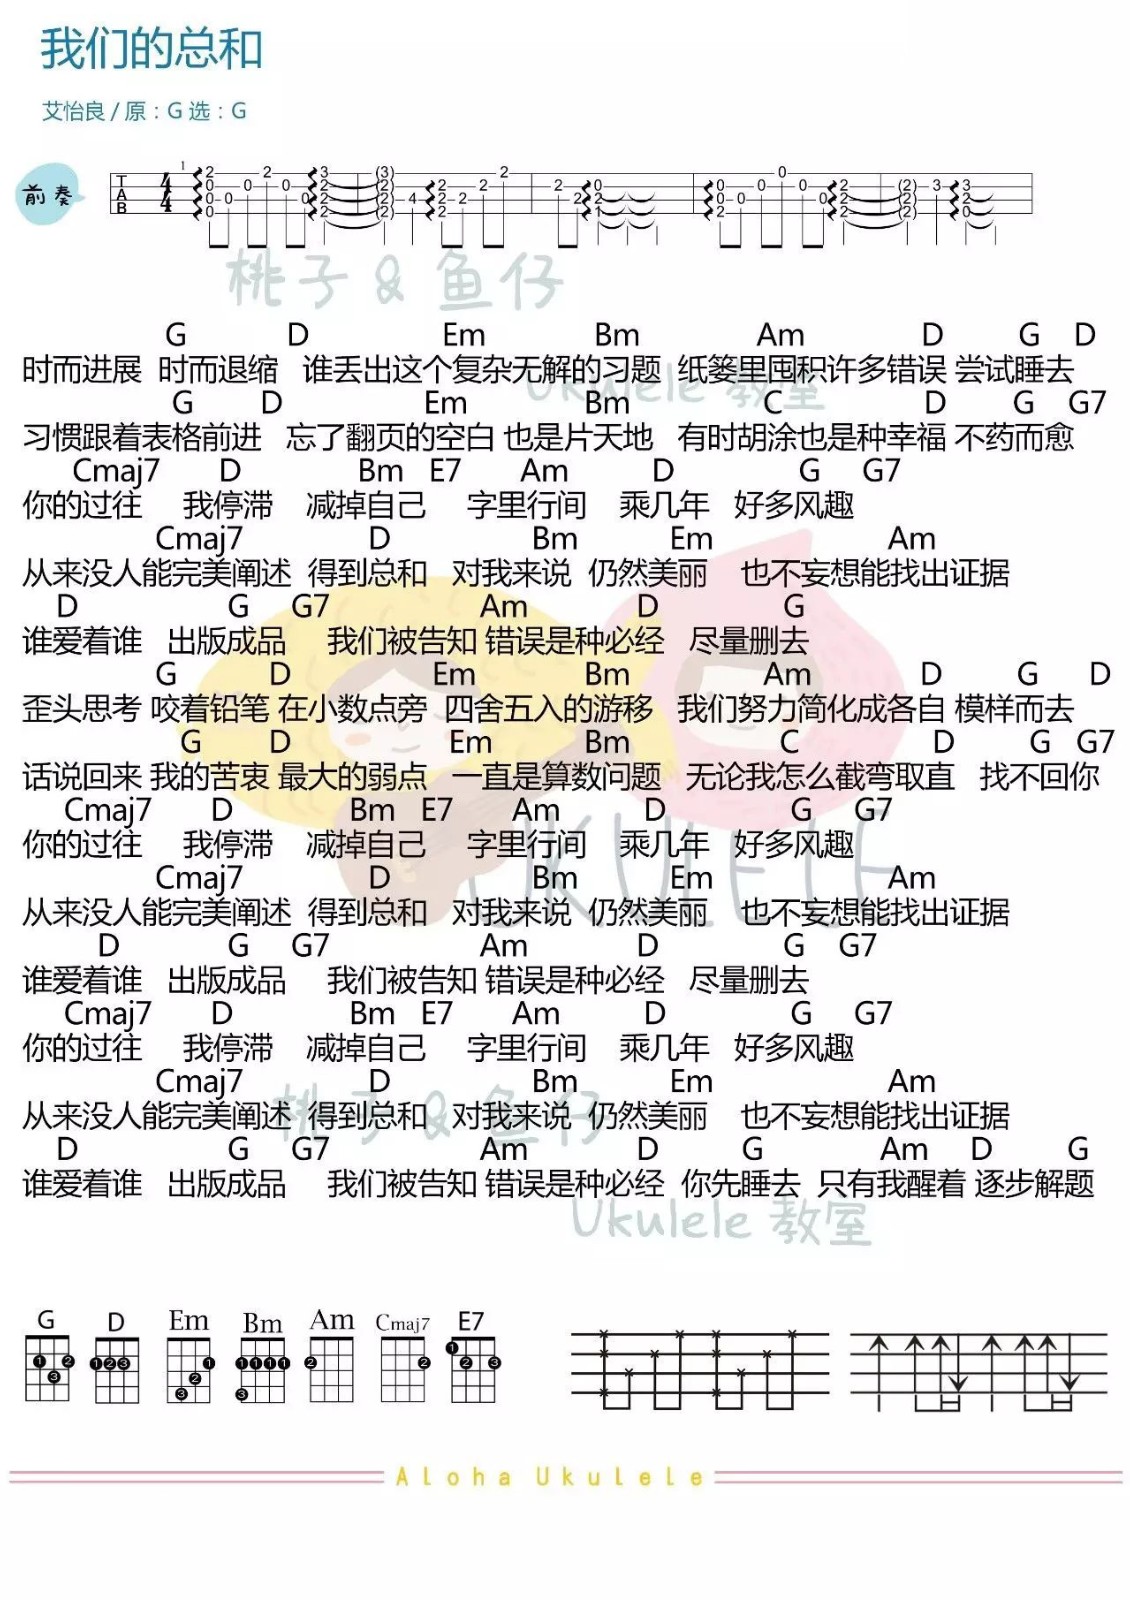 我们的总和
艾怡良 / 原：G 选：G
前奏
桃子 & 鱼仔
G D Em Bm Am D G D
时而进展 时而退缩 谁丢出这个复杂无解的习题 纸篓里囤积许多错误 尝试睡去
Ukulele 教室
G D Em Bm C D G G7
习惯跟着表格前进 忘了翻页的空白 也是片天地 有时胡涂也是种幸福 不药而愈
Cmaj7 D Bm E7 Am D G G7
你的过往 我停滞 减掉自己 字里行间 乘几年 好多风趣
Cmaj7 D Bm Em Am
从来没人能完美阐述 得到总和 对我来说 仍然美丽 也不妄想能找出证据
D G G7 Am D G
谁爱着谁 出版成品 我们被告知 错误是种必经 尽量删去
G D Em Bm Am D G D
歪头思考 咬着铅笔 在小数点旁 四舍五入的游移 我们努力简化成各自 模样而去
G D Em Bm C D G G7
话说回来 我的苦衷 最大的弱点 一直是算数问题 无论我怎么截弯取直 找不回你
Cmaj7 D Bm E7 Am D G G7
你的过往 我停滞 减掉自己 字里行间 乘几年 好多风趣
UKULELE
Cmaj7 D Bm Em Am
从来没人能完美阐述 得到总和 对我来说 仍然美丽 也不妄想能找出证据
D G G7 Am D G G7
谁爱着谁 出版成品 我们被告知 错误是种必经 尽量删去
Cmaj7 D Bm E7 Am D G G7
你的过往 我停滞 减掉自己 字里行间 乘几年 好多风趣
Cmaj7 D Bm Em Am
从来没人能完美阐述 得到总和 对我来说 仍然美丽 也不妄想能找出证据
桃子 & 鱼仔
D G G7 Am D G Am D G
谁爱着谁 出版成品 我们被告知 错误是种必经 你先睡去 只有我醒着 逐步解题
Ukulele 教室
G D Em Bm Am Cmaj7 E7
Aloha Ukulele